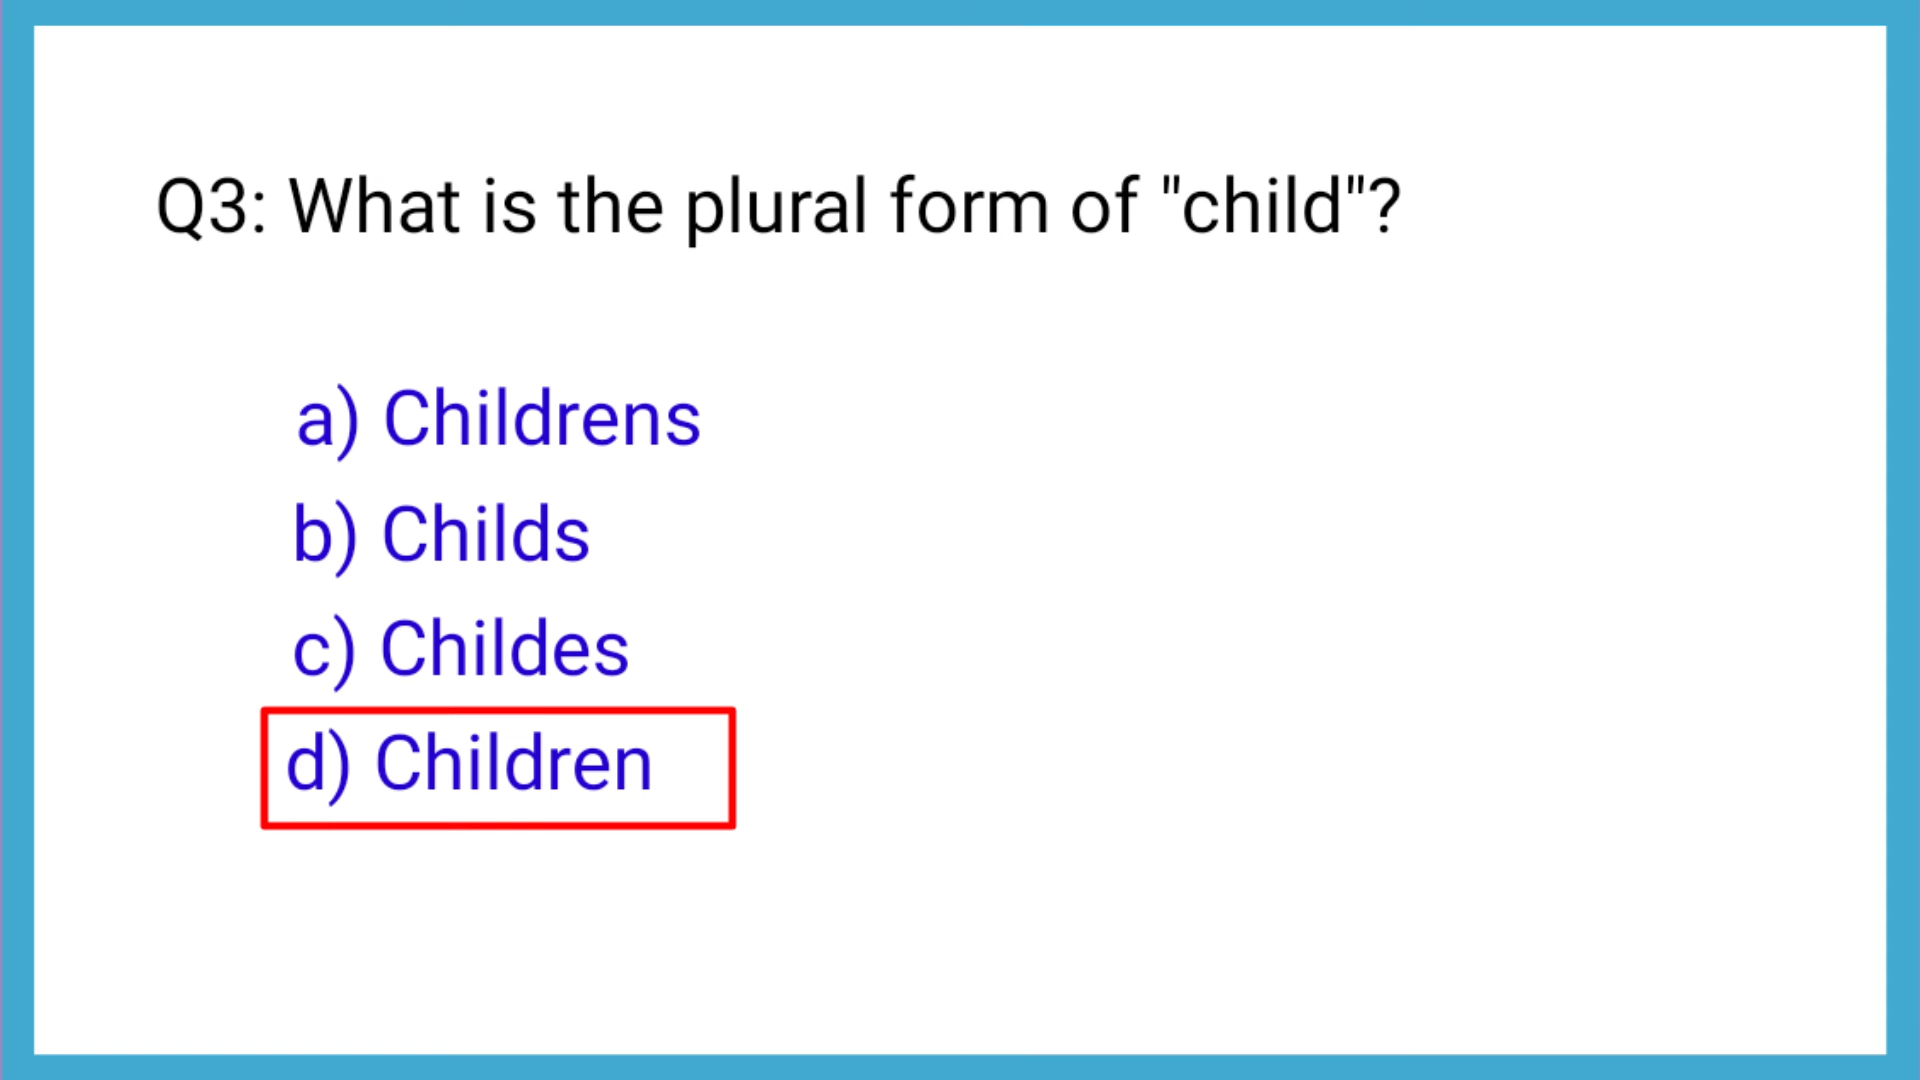 Q3: What is the plural form of "child"?
a) Childrens
b) Childs
c) Childes
d) Children